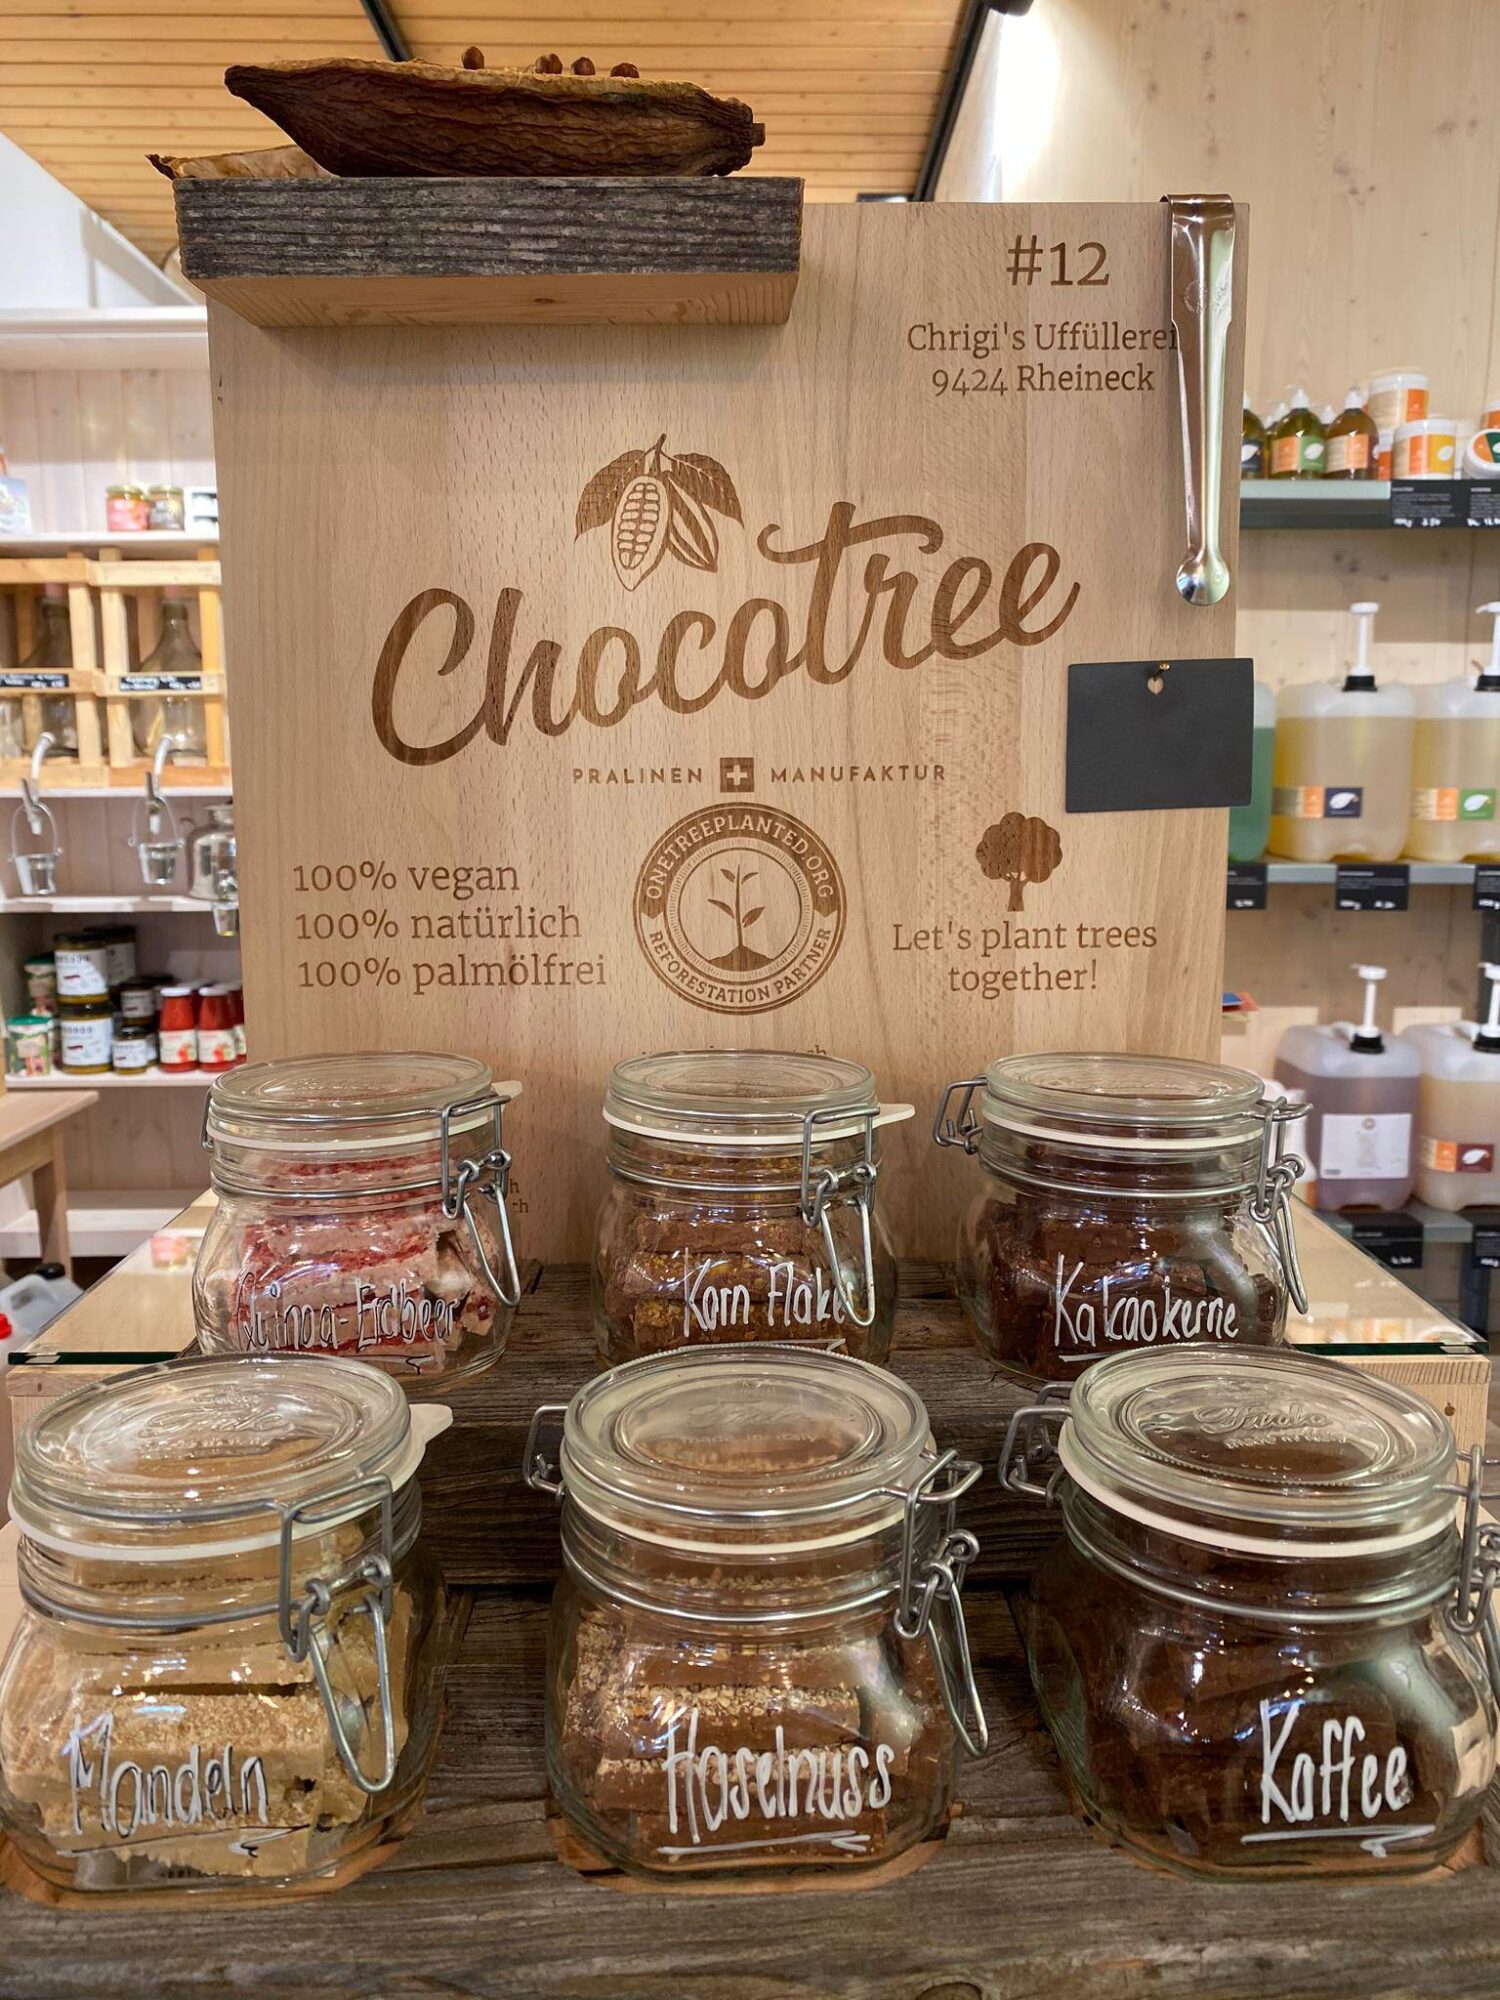 #12
Chrigi's Uffüllerei
9424 Rheineck
Chocotree
PRALINEN MANUFAKTUR
100% vegan
100% natürlich
100% palmölfrei
ONETREEPLANTED.ORG
REFORESTATION PARTNER
Let's plant trees
together!
Quinoa-Erdbeer
Korn Flakes
Kakaokerne
Mandeln
Haselnuss
Kaffee
Fido